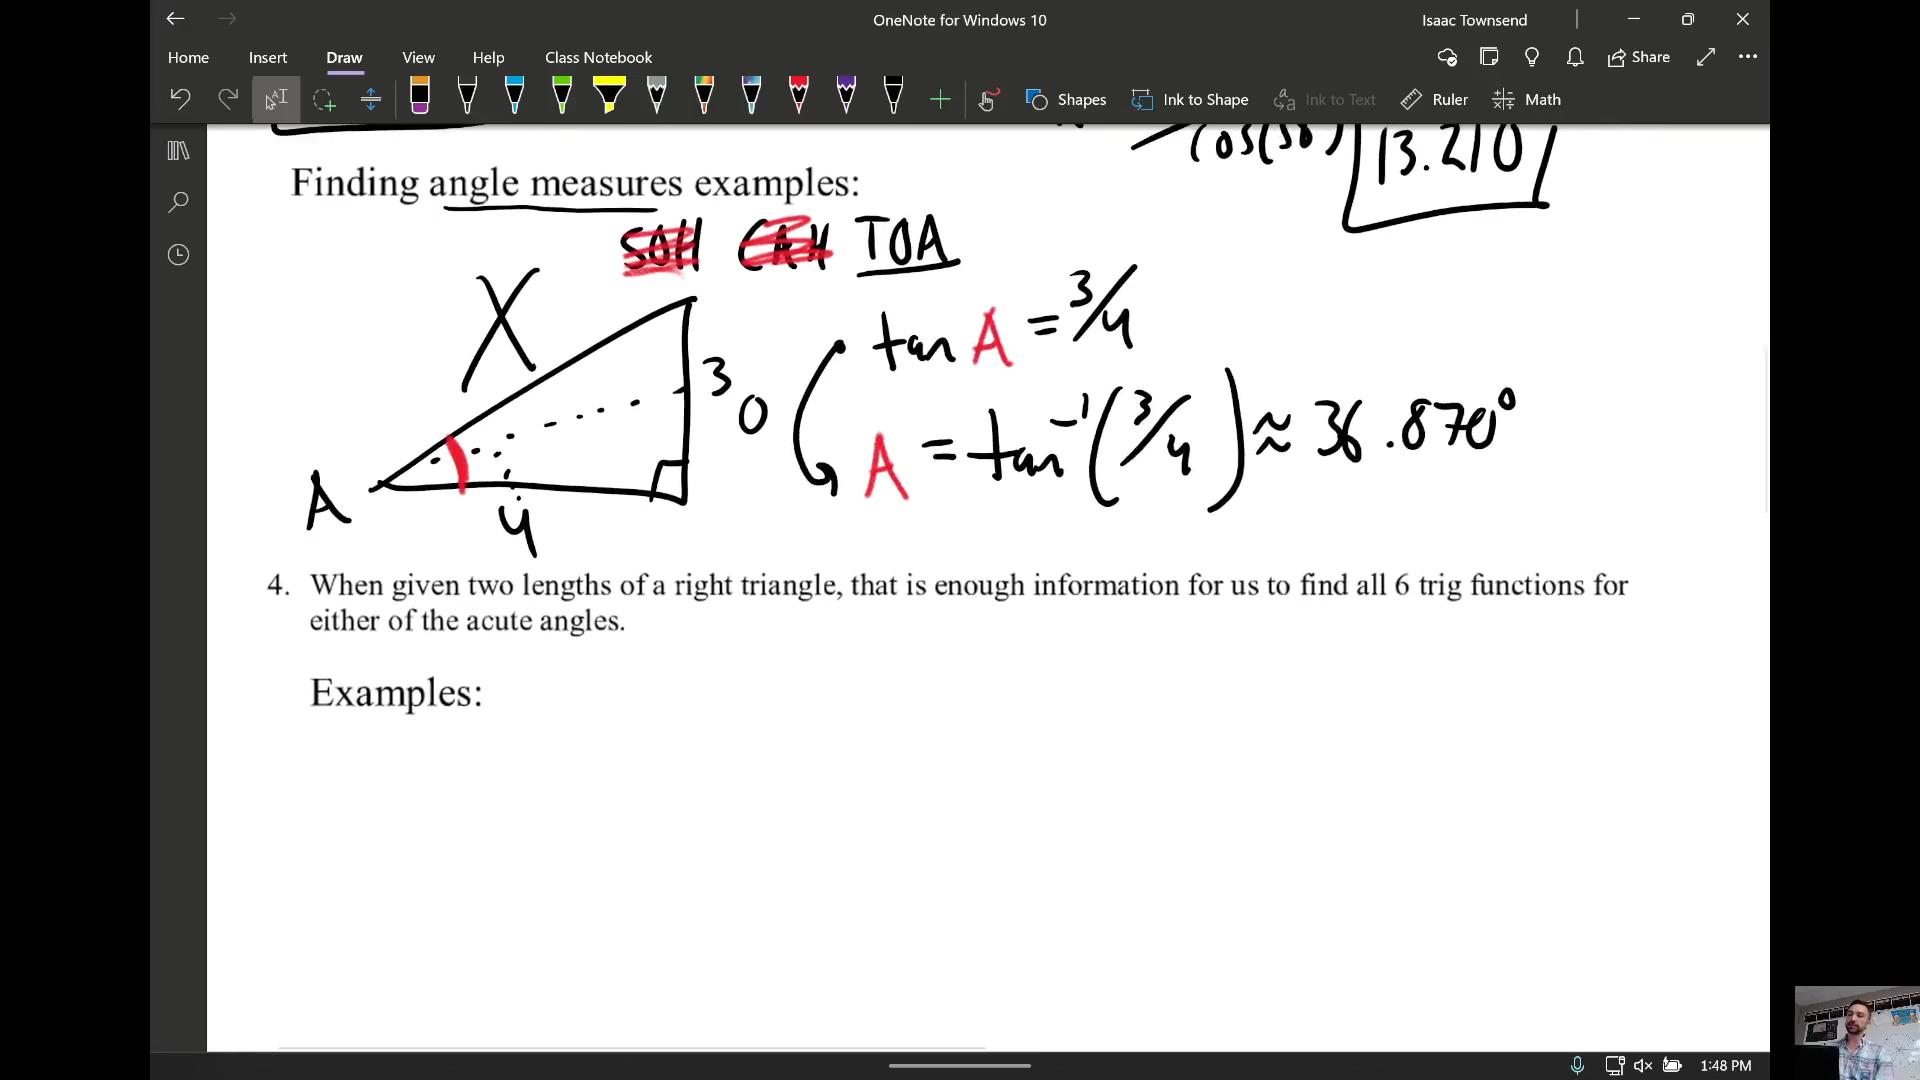 OneNote for Windows 10
Isaac Townsend
Home Insert Draw View Help Class Notebook
Share
Shapes Ink to Shape Ink to Text Ruler Math
cos(38) 13.210
Finding angle measures examples:
SOH CAH TOA
X
tan A = 3/4
3
O
A = tan⁻¹(3/4) ≈ 36.870°
A
4
4. When given two lengths of a right triangle, that is enough information for us to find all 6 trig functions for
either of the acute angles.
Examples:
1:48 PM